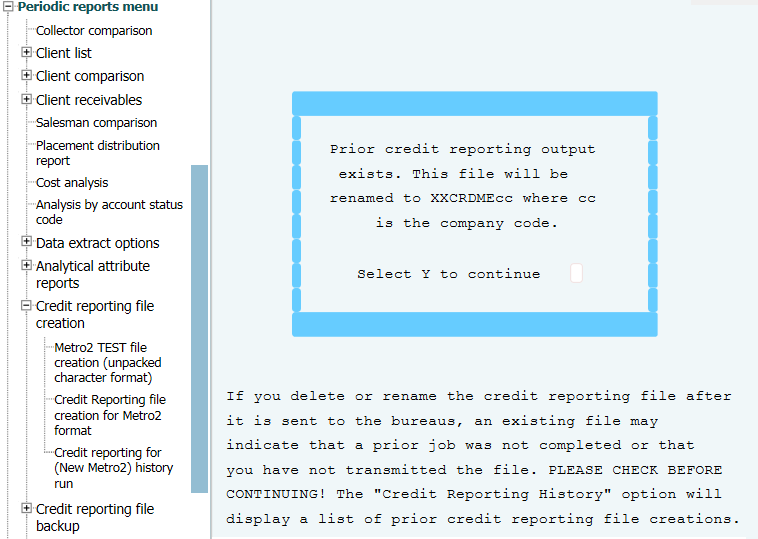 Periodic reports menu
Collector comparison
Client list
Client comparison
Client receivables
Salesman comparison
Placement distribution
report
Cost analysis
Analysis by account status
code
Data extract options
Analytical attribute
reports
Credit reporting file
creation
Metro2 TEST file
creation (unpacked
character format)
Credit Reporting file
creation for Metro2
format
Credit reporting for
(New Metro2) history
run
Credit reporting file
backup
Prior credit reporting output
exists. This file will be
renamed to XXCRDMEcc where cc
is the company code.
Select Y to continue
If you delete or rename the credit reporting file after
it is sent to the bureaus, an existing file may
indicate that a prior job was not completed or that
you have not transmitted the file. PLEASE CHECK BEFORE
CONTINUING! The "Credit Reporting History" option will
display a list of prior credit reporting file creations.